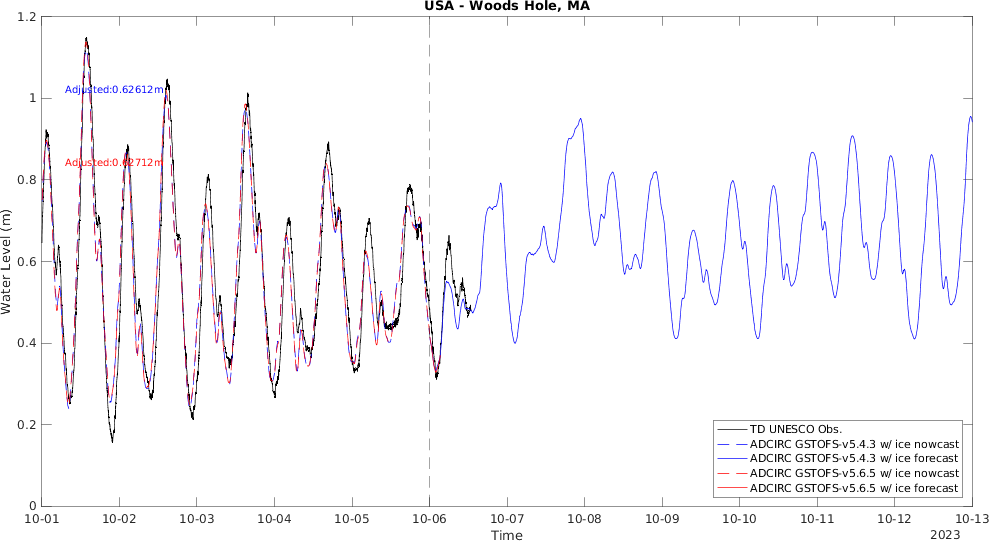 USA - Woods Hole, MA
1.2
1
0.8
0.6
0.4
0.2
0
Water Level (m)
Adjusted:0.62612m
Adjusted:0.62712m
TD UNESCO Obs.
ADCIRC GSTOFS-v5.4.3 w/ ice nowcast
ADCIRC GSTOFS-v5.4.3 w/ ice forecast
ADCIRC GSTOFS-v5.6.5 w/ ice nowcast
ADCIRC GSTOFS-v5.6.5 w/ ice forecast
10-01 10-02 10-03 10-04 10-05 10-06 10-07 10-08 10-09 10-10 10-11 10-12 10-13
Time
2023